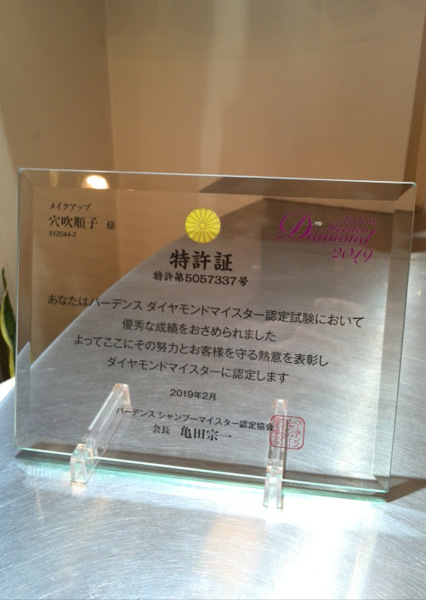 メイクアップ
穴吹順子 様
S12044-2
Diamond
2019
特許証
特許第5057337号
あなたはバーデンス ダイヤモンドマイスター認定試験において
優秀な成績をおさめられました
よってここにその努力とお客様を守る熱意を表彰し
ダイヤモンドマイスターに認定します
2019年2月
バーデンス シャンプーマイスター認定協会
会長 亀田宗一